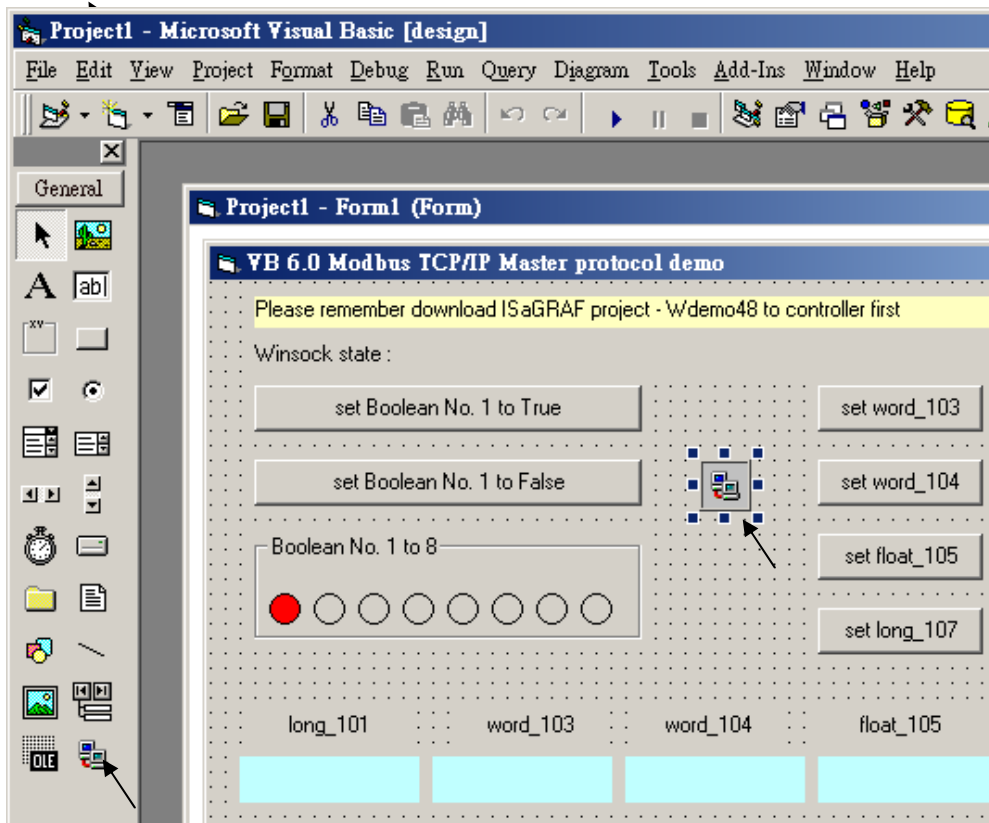 Project1 - Microsoft Visual Basic [design]
File Edit View Project Format Debug Run Query Diagram Tools Add-Ins Window Help
General
Project1 - Form1 (Form)
A
ab
VB 6.0 Modbus TCP/IP Master protocol demo
Please remember download ISaGRAF project - Wdemo48 to controller first
XY
Winsock state :
set Boolean No. 1 to True
set word_103
set Boolean No. 1 to False
set word_104
Boolean No. 1 to 8
set float_105
set long_107
long_101 word_103 word_104 float_105
OLE